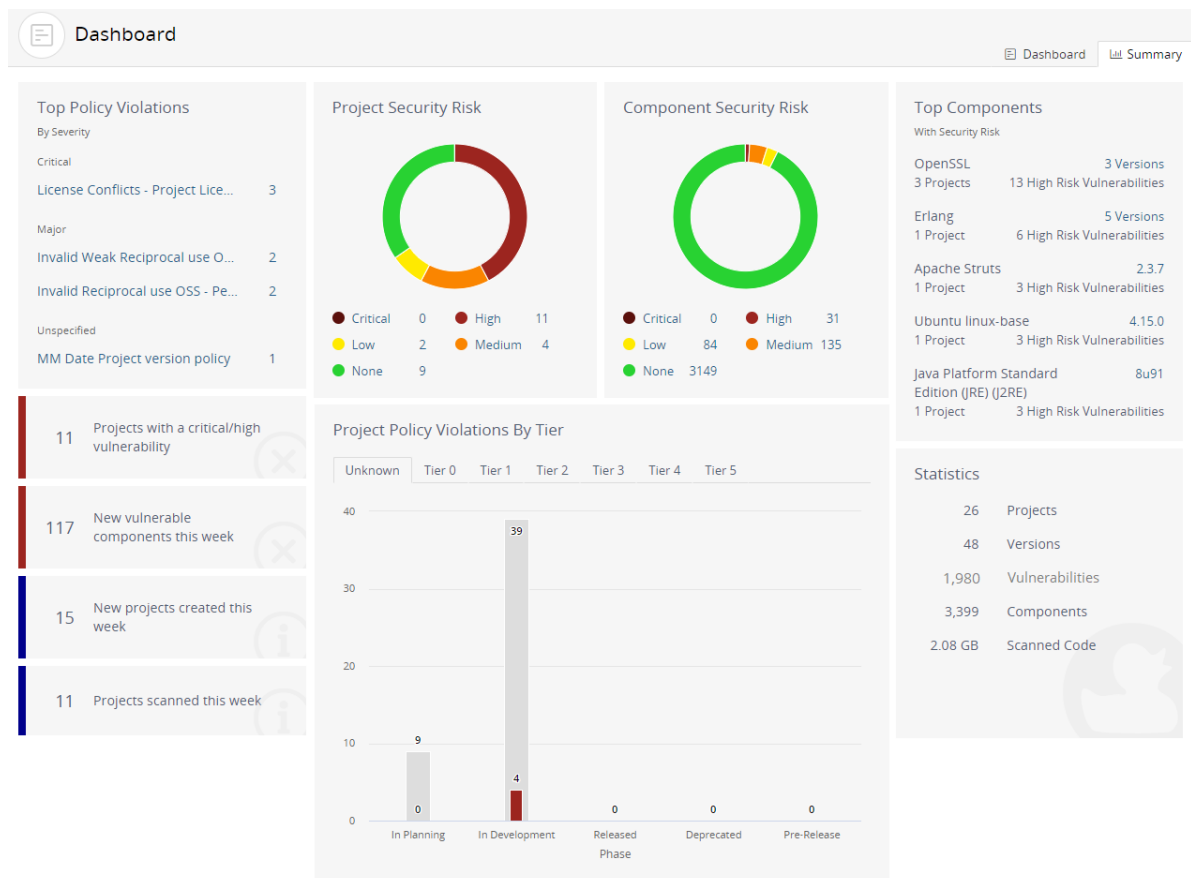 Dashboard
Dashboard
Summary
Top Policy Violations
By Severity
Critical
License Conflicts - Project Lice... 3
Major
Invalid Weak Reciprocal use O... 2
Invalid Reciprocal use OSS - Pe... 2
Unspecified
MM Date Project version policy 1
11 Projects with a critical/high
vulnerability
117 New vulnerable
components this week
15 New projects created this
week
11 Projects scanned this week
Project Security Risk
Critical 0 High 11
Low 2 Medium 4
None 9
Component Security Risk
Critical 0 High 31
Low 84 Medium 135
None 3149
Project Policy Violations By Tier
Unknown Tier 0 Tier 1 Tier 2 Tier 3 Tier 4 Tier 5
40
39
30
20
10
9
4
0 0 0 0 0
In Planning In Development Released Deprecated Pre-Release
Phase
Top Components
With Security Risk
OpenSSL 3 Versions
3 Projects 13 High Risk Vulnerabilities
Erlang 5 Versions
1 Project 6 High Risk Vulnerabilities
Apache Struts 2.3.7
1 Project 3 High Risk Vulnerabilities
Ubuntu linux-base 4.15.0
1 Project 3 High Risk Vulnerabilities
Java Platform Standard 8u91
Edition (JRE) (J2RE)
1 Project 3 High Risk Vulnerabilities
Statistics
26 Projects
48 Versions
1,980 Vulnerabilities
3,399 Components
2.08 GB Scanned Code